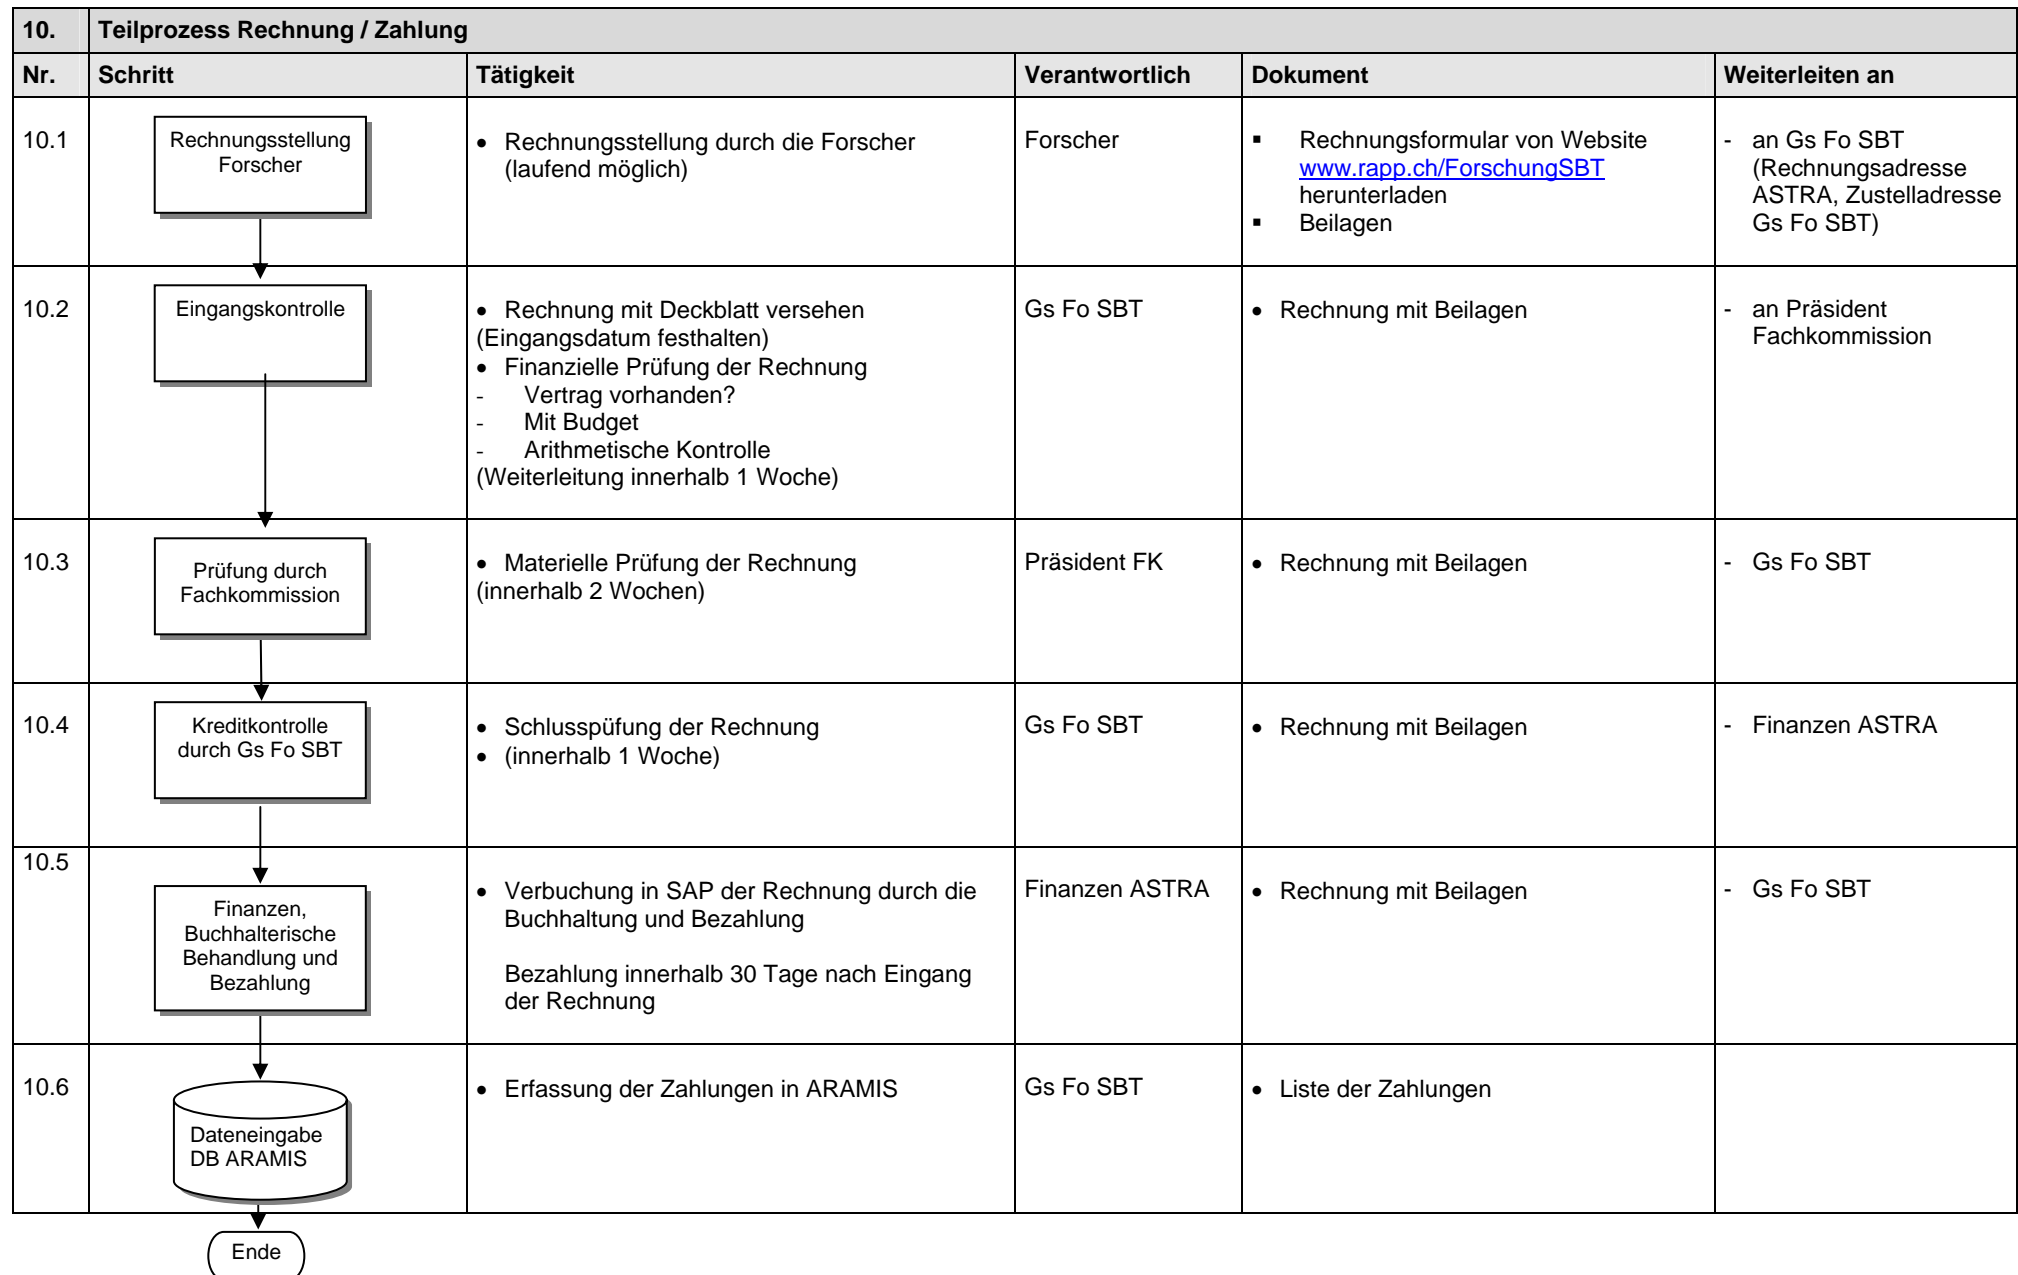 10. Teilprozess Rechnung / Zahlung
Nr. Schritt Tätigkeit Verantwortlich Dokument Weiterleiten an
10.1
Rechnungsstellung
Forscher
• Rechnungsstellung durch die Forscher
(laufend möglich)
Forscher
▪ Rechnungsformular von Website
www.rapp.ch/ForschungSBT
herunterladen
▪ Beilagen
- an Gs Fo SBT
(Rechnungsadresse
ASTRA, Zustelladresse
Gs Fo SBT)
10.2
Eingangskontrolle
• Rechnung mit Deckblatt versehen
(Eingangsdatum festhalten)
• Finanzielle Prüfung der Rechnung
- Vertrag vorhanden?
- Mit Budget
- Arithmetische Kontrolle
(Weiterleitung innerhalb 1 Woche)
Gs Fo SBT
• Rechnung mit Beilagen
- an Präsident
Fachkommission
10.3
Prüfung durch
Fachkommission
• Materielle Prüfung der Rechnung
(innerhalb 2 Wochen)
Präsident FK
• Rechnung mit Beilagen
- Gs Fo SBT
10.4
Kreditkontrolle
durch Gs Fo SBT
• Schlusspüfung der Rechnung
• (innerhalb 1 Woche)
Gs Fo SBT
• Rechnung mit Beilagen
- Finanzen ASTRA
10.5
Finanzen,
Buchhalterische
Behandlung und
Bezahlung
• Verbuchung in SAP der Rechnung durch die
Buchhaltung und Bezahlung
Bezahlung innerhalb 30 Tage nach Eingang
der Rechnung
Finanzen ASTRA
• Rechnung mit Beilagen
- Gs Fo SBT
10.6
Dateneingabe
DB ARAMIS
• Erfassung der Zahlungen in ARAMIS
Gs Fo SBT
• Liste der Zahlungen
Ende